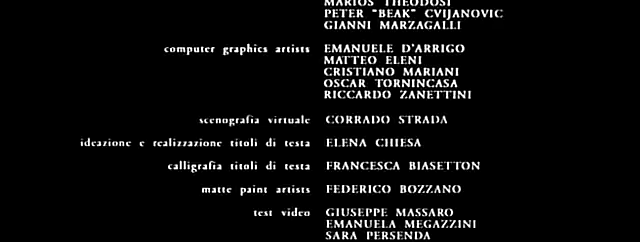 MARIOS THEODOSI
PETER "BEAK" CVIJANOVIC
GIANNI MARZAGALLI
computer graphics artists EMANUELE D'ARRIGO
MATTEO ELENI
CRISTIANO MARIANI
OSCAR TORNINCASA
RICCARDO ZANETTINI
scenografia virtuale CORRADO STRADA
ideazione e realizzazione titoli di testa ELENA CHIESA
calligrafia titoli di testa FRANCESCA BIASETTON
matte paint artists FEDERICO BOZZANO
test video GIUSEPPE MASSARO
EMANUELA MEGAZZINI
SARA PERSENDA